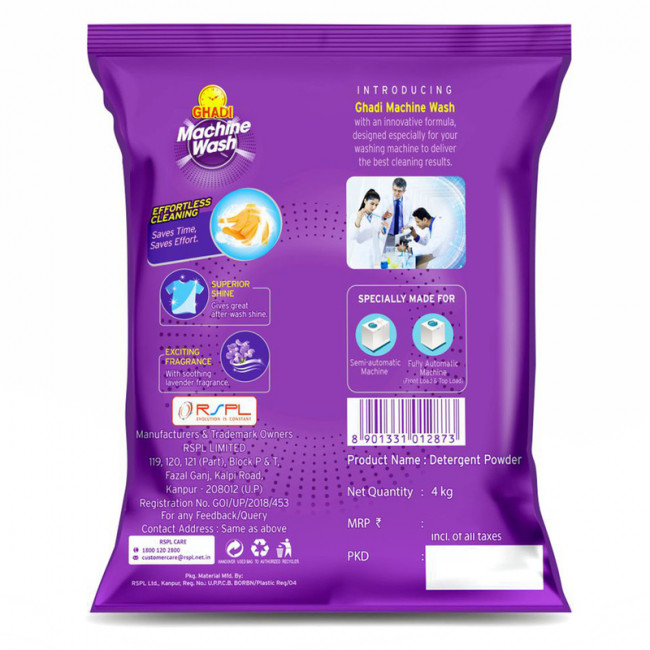 GHADI
Machine
Wash
EFFORTLESS
CLEANING
Saves Time,
Saves Effort.
SUPERIOR
SHINE
Gives great
after-wash shine.
EXCITING
FRAGRANCE
With soothing
lavender fragrance.
RSPL
EVOLUTION IS CONSTANT
Manufacturers & Trademark Owners
RSPL LIMITED
119, 120, 121 (Part), Block P & T,
Fazal Ganj, Kalpi Road,
Kanpur - 208012 (U.P.)
Registration No. GOI/UP/2018/453
For any Feedback/Query
Contact Address : Same as above
RSPL CARE
1800 120 2800
customercare@rspl.net.in
Pkg. Material Mfd. By:
RSPL Ltd., Kanpur, Reg. No.: U.P.P.C.B. BORBN/Plastic Reg/04
INTRODUCING
Ghadi Machine Wash
with an innovative formula,
designed especially for your
washing machine to deliver
the best cleaning results.
SPECIALLY MADE FOR
Semi-automatic
Machine
Fully Automatic
Machine
(Front Load & Top Load)
8 901331 012873
Product Name : Detergent Powder
Net Quantity : 4 kg
MRP ₹ :
incl. of all taxes
PKD :